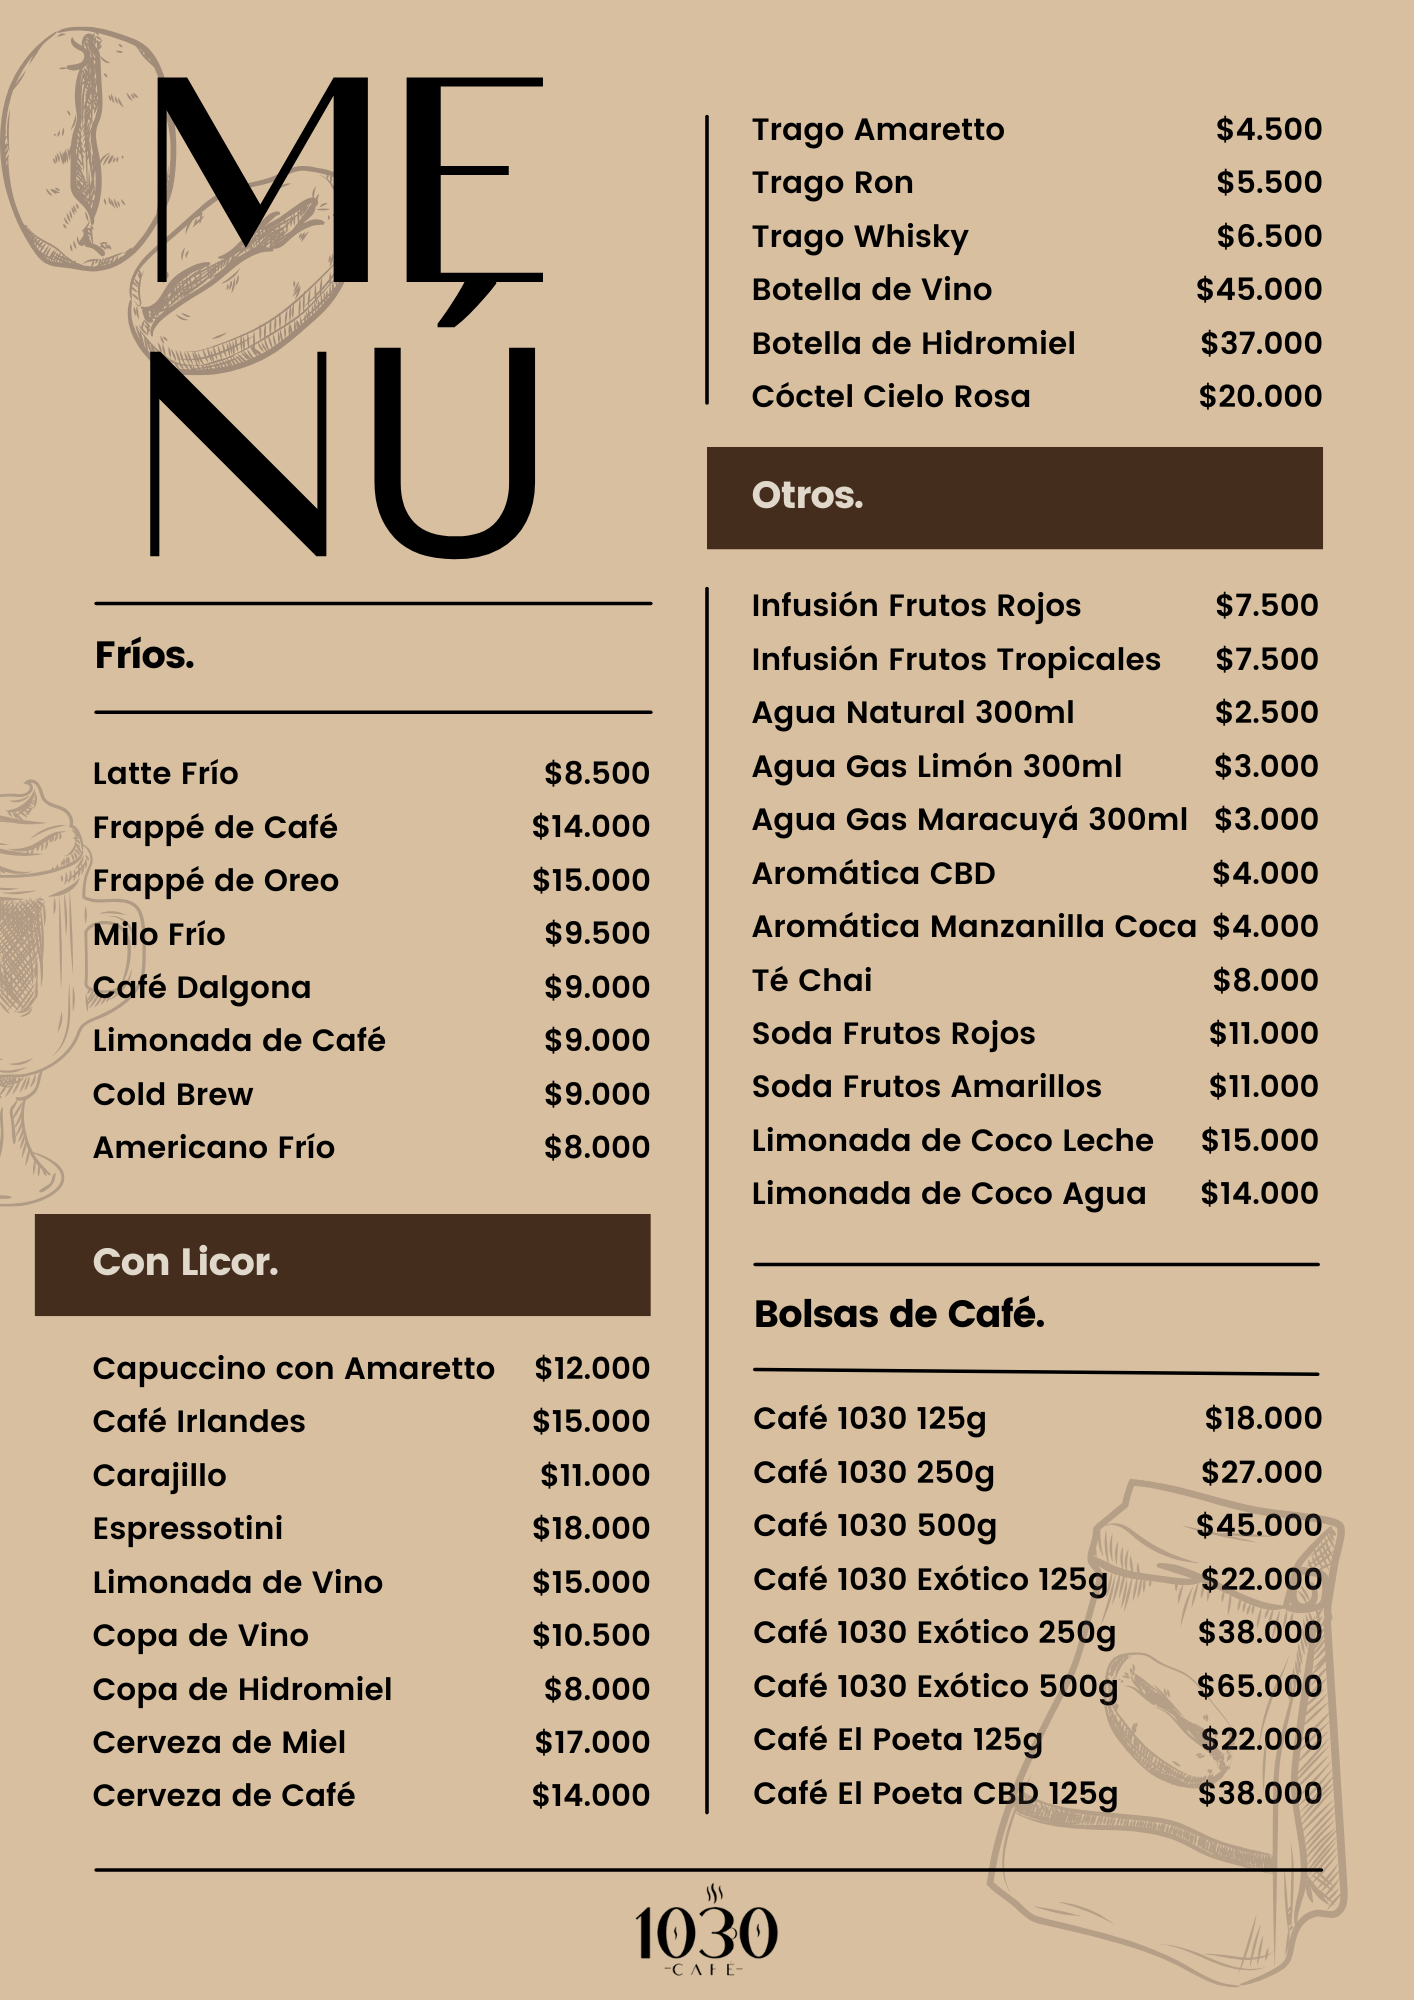 MÉ
NÚ
Fríos.
Latte Frío $8.500
Frappé de Café $14.000
Frappé de Oreo $15.000
Milo Frío $9.500
Café Dalgona $9.000
Limonada de Café $9.000
Cold Brew $9.000
Americano Frío $8.000
Con Licor.
Capuccino con Amaretto $12.000
Café Irlandes $15.000
Carajillo $11.000
Espressotini $18.000
Limonada de Vino $15.000
Copa de Vino $10.500
Copa de Hidromiel $8.000
Cerveza de Miel $17.000
Cerveza de Café $14.000
Trago Amaretto $4.500
Trago Ron $5.500
Trago Whisky $6.500
Botella de Vino $45.000
Botella de Hidromiel $37.000
Cóctel Cielo Rosa $20.000
Otros.
Infusión Frutos Rojos $7.500
Infusión Frutos Tropicales $7.500
Agua Natural 300ml $2.500
Agua Gas Limón 300ml $3.000
Agua Gas Maracuyá 300ml $3.000
Aromática CBD $4.000
Aromática Manzanilla Coca $4.000
Té Chai $8.000
Soda Frutos Rojos $11.000
Soda Frutos Amarillos $11.000
Limonada de Coco Leche $15.000
Limonada de Coco Agua $14.000
Bolsas de Café.
Café 1030 125g $18.000
Café 1030 250g $27.000
Café 1030 500g $45.000
Café 1030 Exótico 125g $22.000
Café 1030 Exótico 250g $38.000
Café 1030 Exótico 500g $65.000
Café El Poeta 125g $22.000
Café El Poeta CBD 125g $38.000
1030
-CAFÉ-